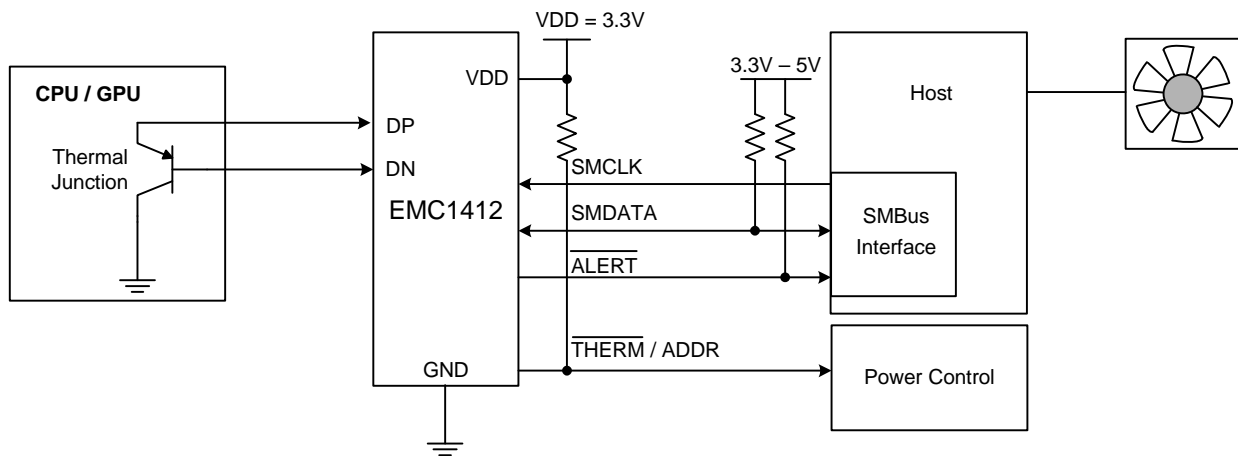 VDD = 3.3V
CPU / GPU
Thermal
Junction
DP
DN
VDD
EMC1412
GND
3.3V – 5V
SMCLK
SMDATA
ALERT
THERM / ADDR
Host
SMBus
Interface
Power Control